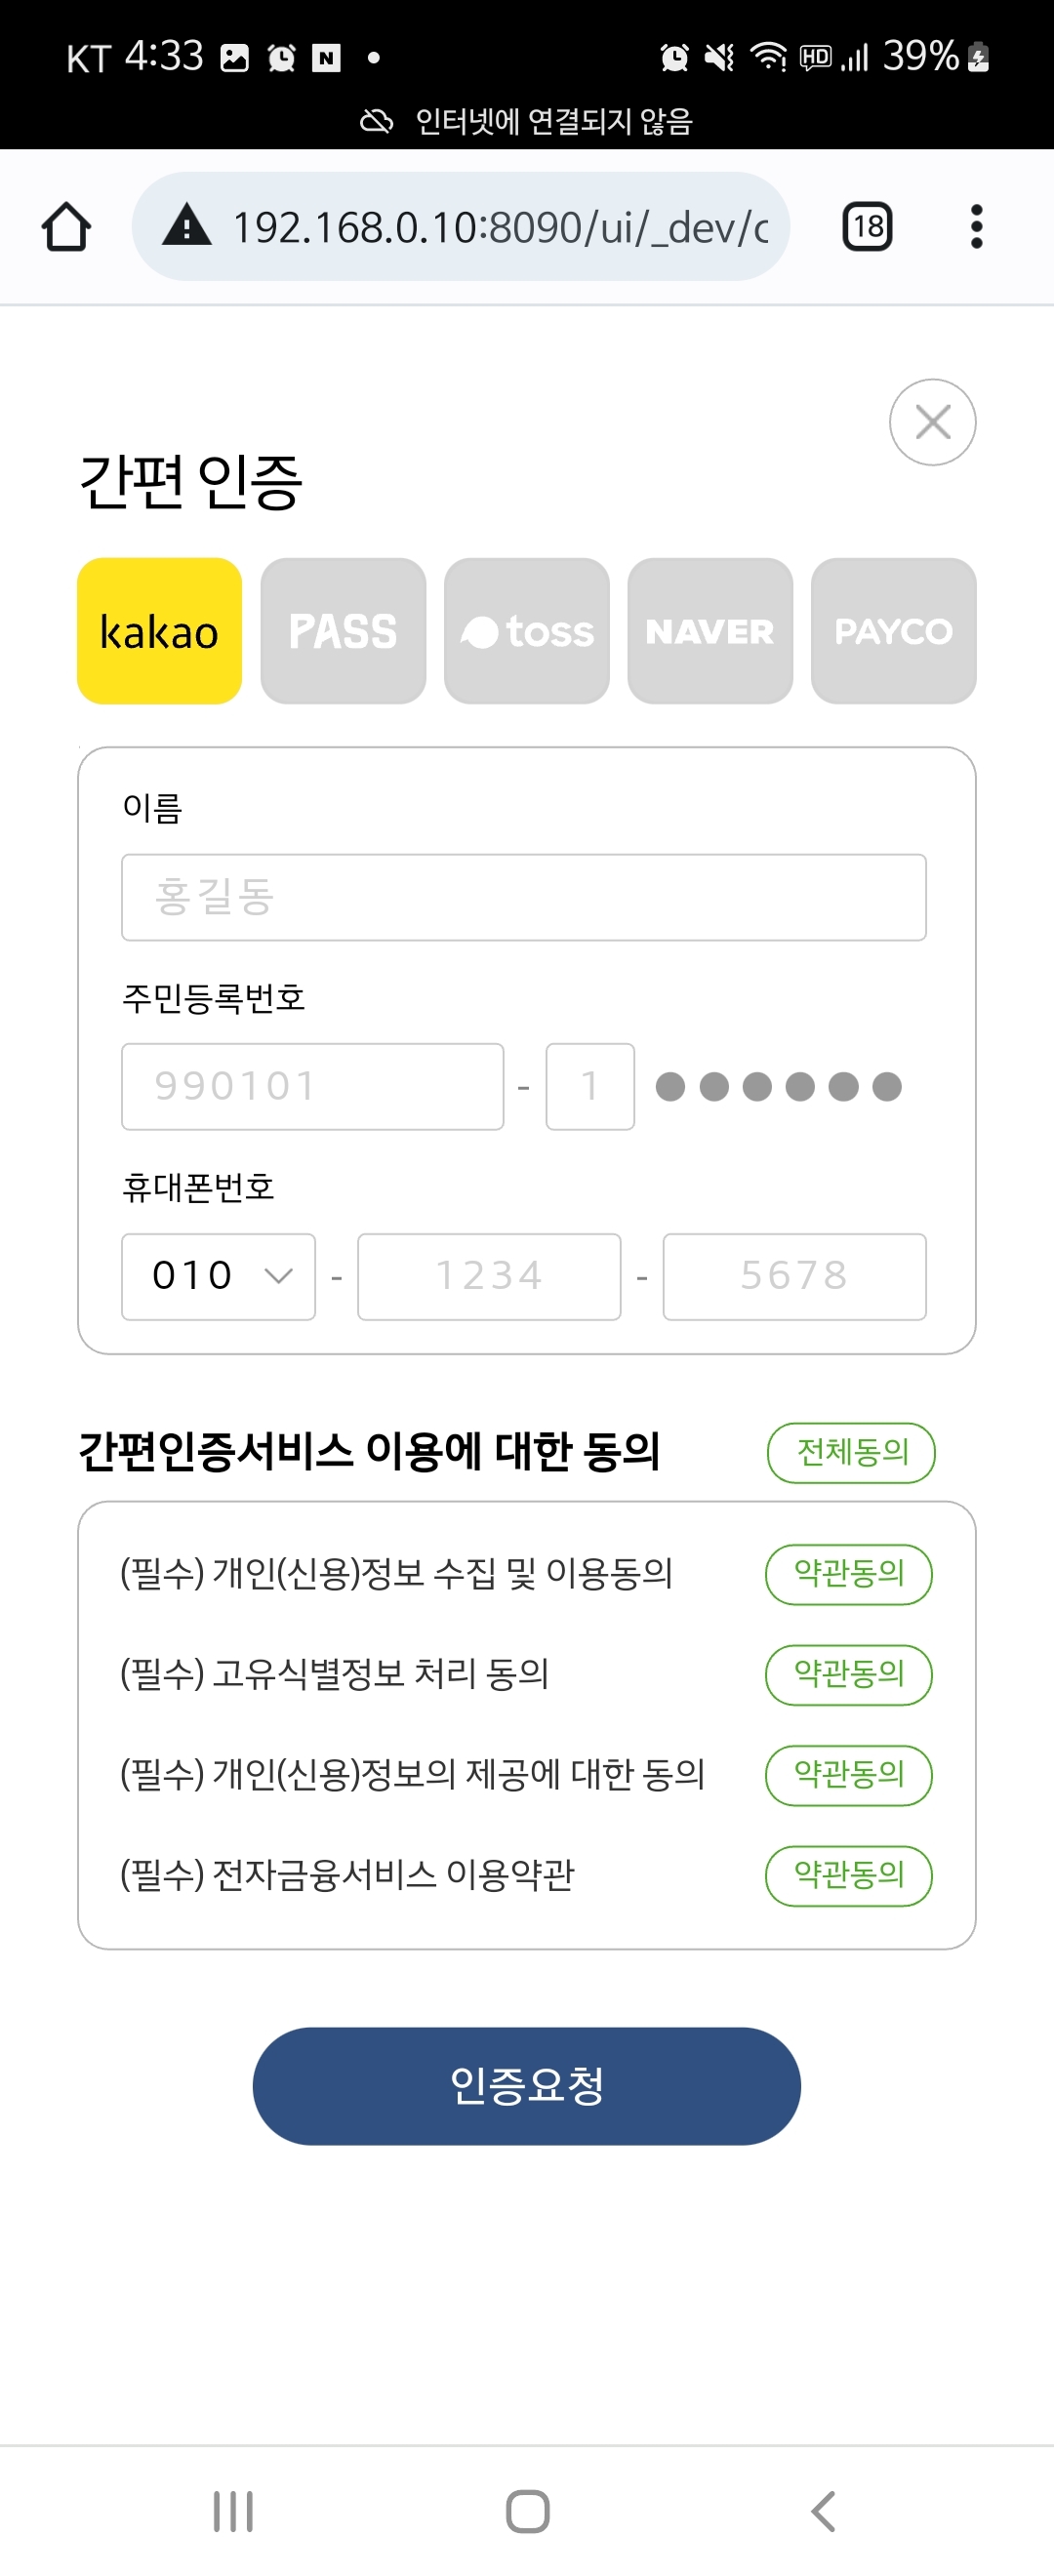 KT 4:33 N HD 39%
인터넷에 연결되지 않음
192.168.0.10:8090/ui/_dev/c 18
간편 인증
kakao PASS toss NAVER PAYCO
이름
홍길동
주민등록번호
990101 - 1 ●●●●●●
휴대폰번호
010 - 1234 - 5678
간편인증서비스 이용에 대한 동의 전체동의
(필수) 개인(신용)정보 수집 및 이용동의 약관동의
(필수) 고유식별정보 처리 동의 약관동의
(필수) 개인(신용)정보의 제공에 대한 동의 약관동의
(필수) 전자금융서비스 이용약관 약관동의
인증요청